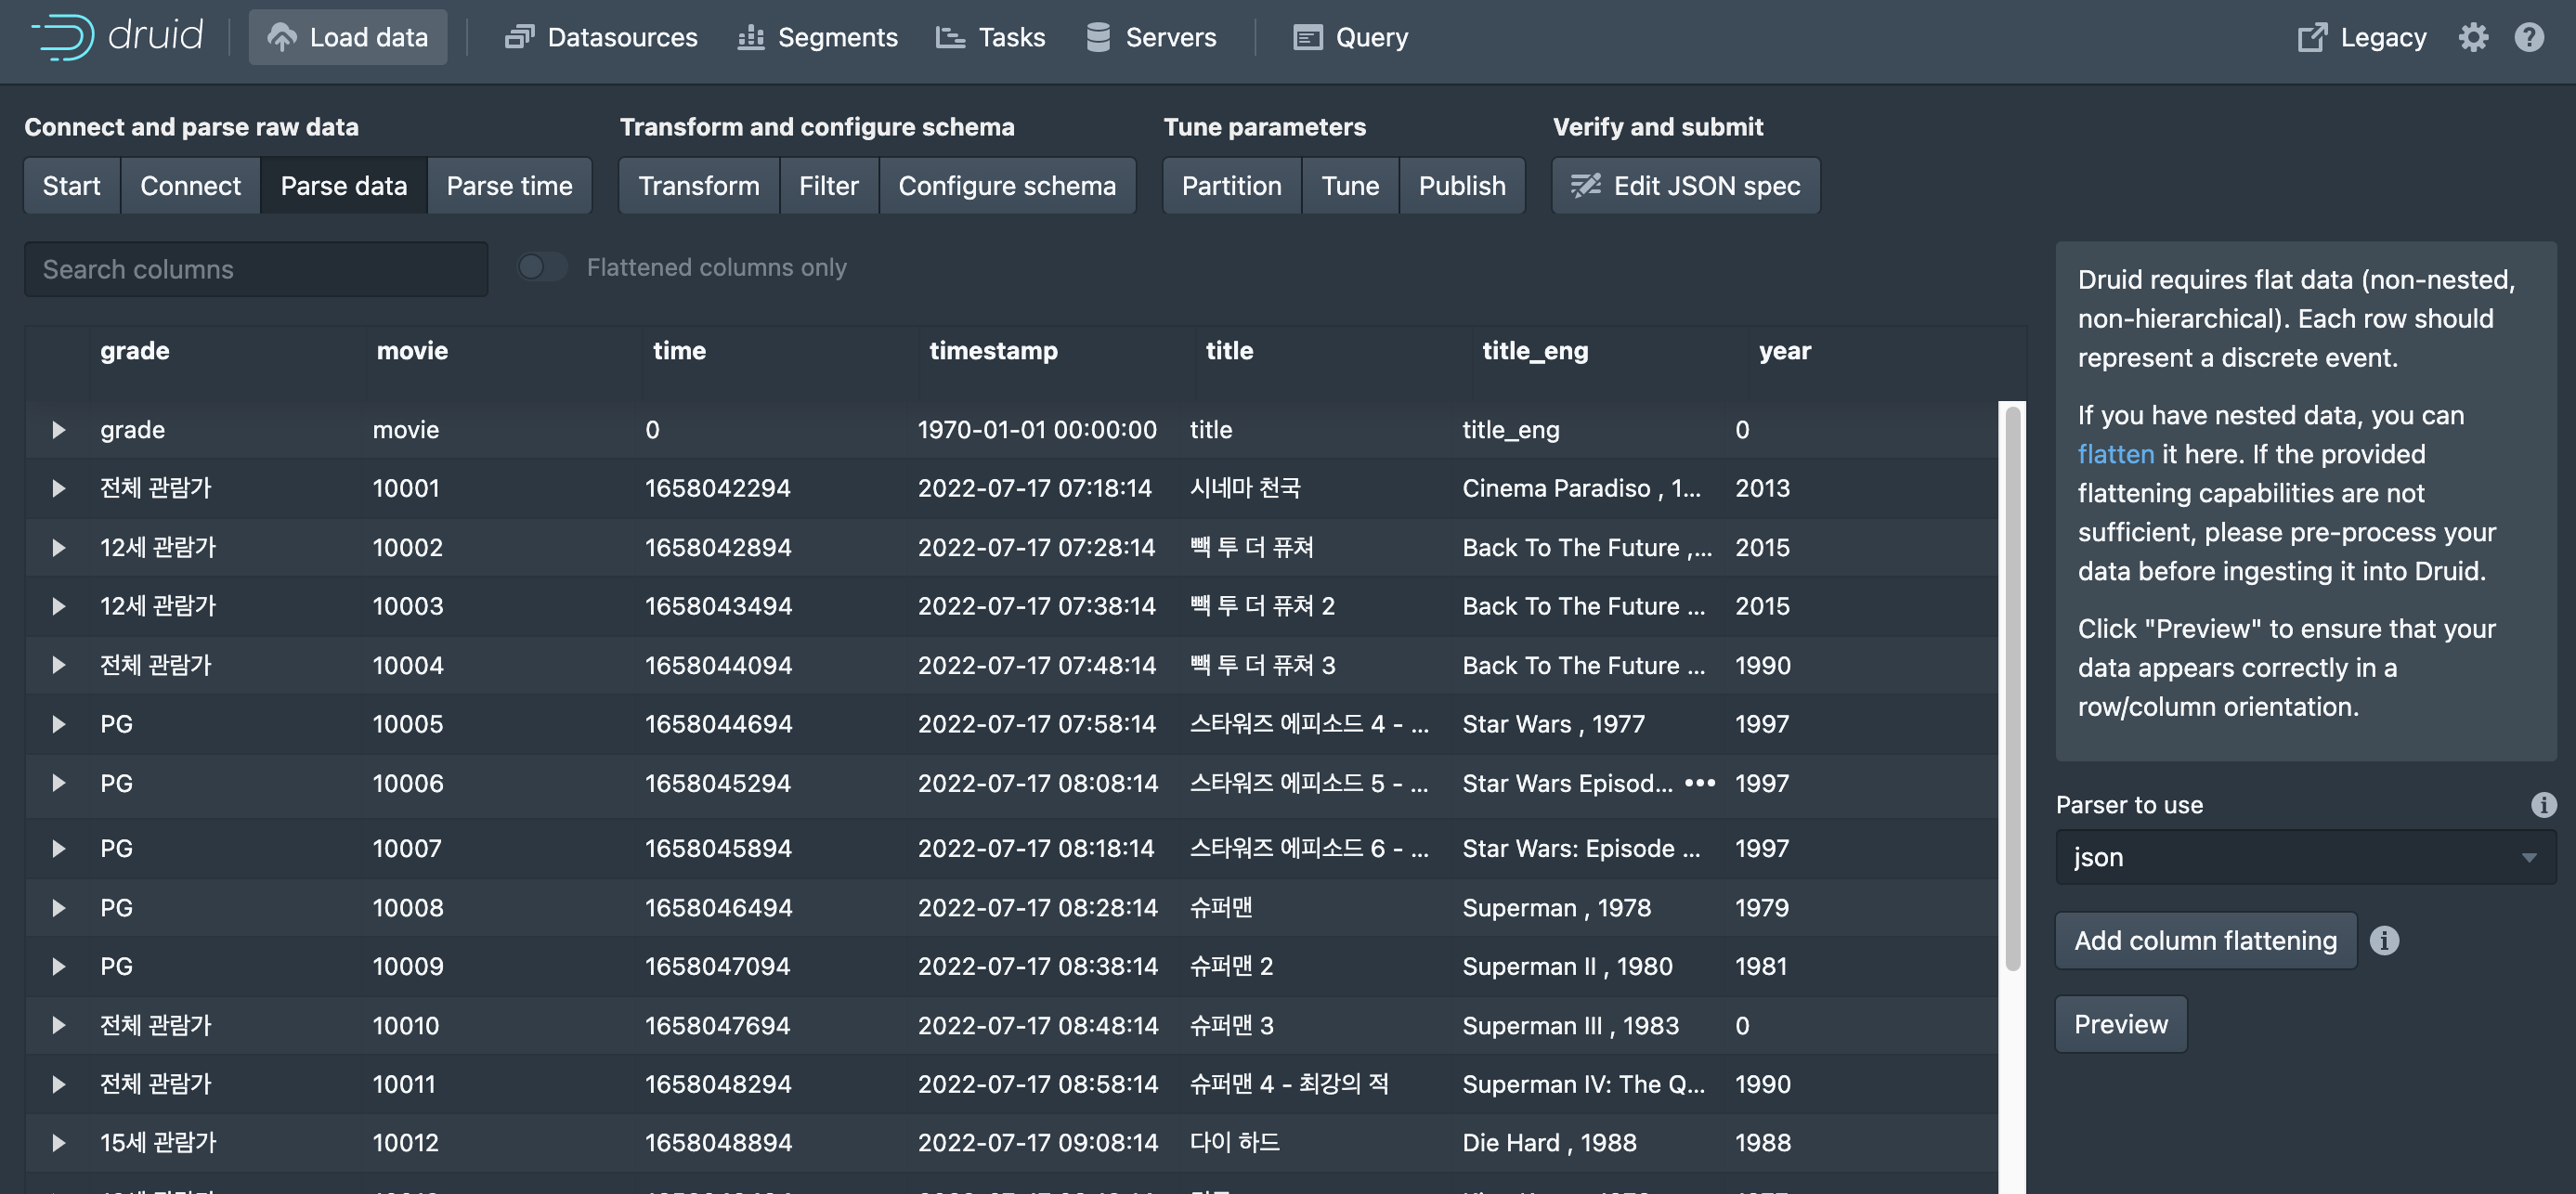 druid Load data Datasources Segments Tasks Servers Query Legacy
Connect and parse raw data Transform and configure schema Tune parameters Verify and submit
Start Connect Parse data Parse time Transform Filter Configure schema Partition Tune Publish Edit JSON spec
Search columns Flattened columns only
grade movie time timestamp title title_eng year
grade movie 0 1970-01-01 00:00:00 title title_eng 0
전체 관람가 10001 1658042294 2022-07-17 07:18:14 시네마 천국 Cinema Paradiso , 1... 2013
12세 관람가 10002 1658042894 2022-07-17 07:28:14 빽 투 더 퓨쳐 Back To The Future ,... 2015
12세 관람가 10003 1658043494 2022-07-17 07:38:14 빽 투 더 퓨쳐 2 Back To The Future ... 2015
전체 관람가 10004 1658044094 2022-07-17 07:48:14 빽 투 더 퓨쳐 3 Back To The Future ... 1990
PG 10005 1658044694 2022-07-17 07:58:14 스타워즈 에피소드 4 - ... Star Wars , 1977 1997
PG 10006 1658045294 2022-07-17 08:08:14 스타워즈 에피소드 5 - ... Star Wars Episod... ••• 1997
PG 10007 1658045894 2022-07-17 08:18:14 스타워즈 에피소드 6 - ... Star Wars: Episode ... 1997
PG 10008 1658046494 2022-07-17 08:28:14 슈퍼맨 Superman , 1978 1979
PG 10009 1658047094 2022-07-17 08:38:14 슈퍼맨 2 Superman II , 1980 1981
전체 관람가 10010 1658047694 2022-07-17 08:48:14 슈퍼맨 3 Superman III , 1983 0
전체 관람가 10011 1658048294 2022-07-17 08:58:14 슈퍼맨 4 - 최강의 적 Superman IV: The Q... 1990
15세 관람가 10012 1658048894 2022-07-17 09:08:14 다이 하드 Die Hard , 1988 1988
Druid requires flat data (non-nested,
non-hierarchical). Each row should
represent a discrete event.
If you have nested data, you can
flatten it here. If the provided
flattening capabilities are not
sufficient, please pre-process your
data before ingesting it into Druid.
Click "Preview" to ensure that your
data appears correctly in a
row/column orientation.
Parser to use
json
Add column flattening
Preview